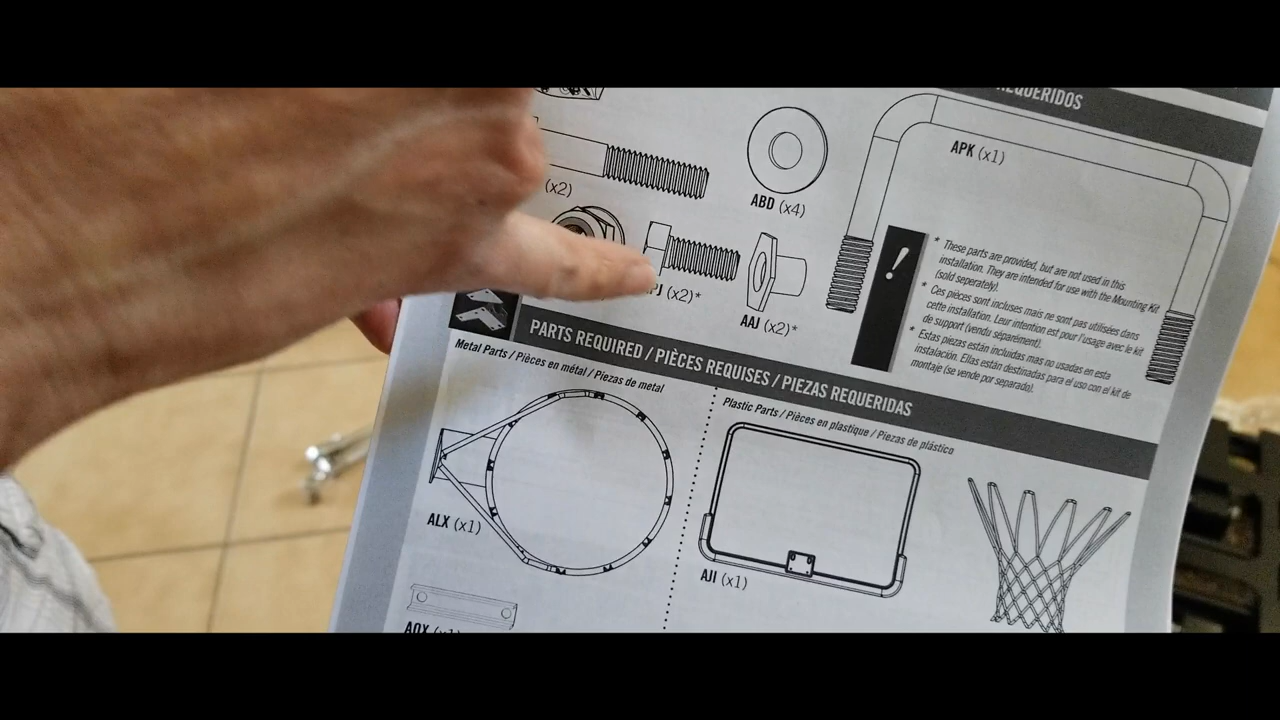 REQUERIDOS
APK (x1)
(x2)
ABD (x4)
(x2)*
AAJ (x2)*
!
* These parts are provided, but are not used in this
installation. They are intended for use with the Mounting Kit
(sold seperately).
* Ces pièces sont incluses mais ne sont pas utilisées dans
cette installation. Leur intention est pour l'usage avec le kit
de support (vendu séparément).
* Estas piezas están incluidas mas no usadas en esta
instalación. Ellas están destinadas para el uso con el kit de
montaje (se vende por separado).
PARTS REQUIRED / PIÈCES REQUISES / PIEZAS REQUERIDAS
Metal Parts / Pièces en métal / Piezas de metal
Plastic Parts / Pièces en plastique / Piezas de plástico
ALX (x1)
AJI (x1)